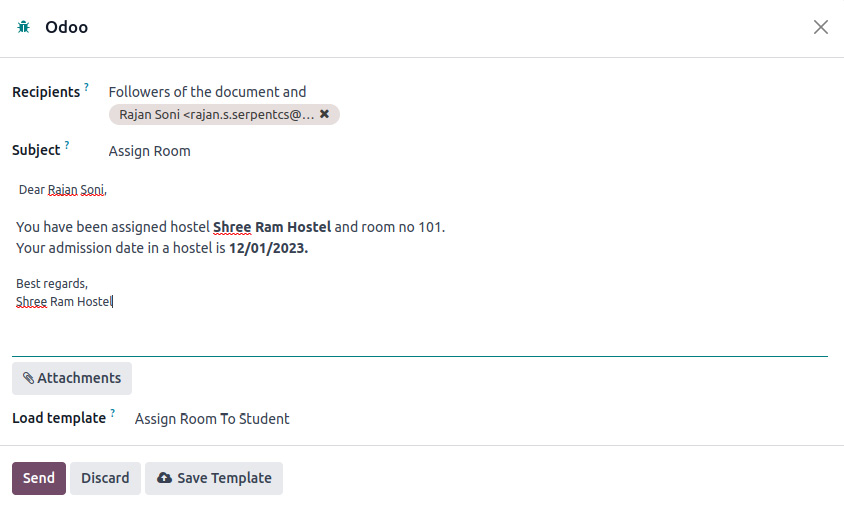 Odoo
Recipients ? Followers of the document and
Rajan Soni <rajan.s.serpentcs@... ✖
Subject ? Assign Room
Dear Rajan Soni,
You have been assigned hostel Shree Ram Hostel and room no 101.
Your admission date in a hostel is 12/01/2023.
Best regards,
Shree Ram Hostel
Attachments
Load template ? Assign Room To Student
Send Discard Save Template